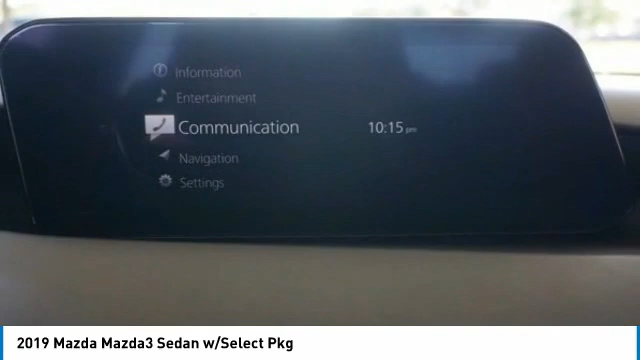 Information
Entertainment
Communication 10:15 pm
Navigation
Settings
2019 Mazda Mazda3 Sedan w/Select Pkg